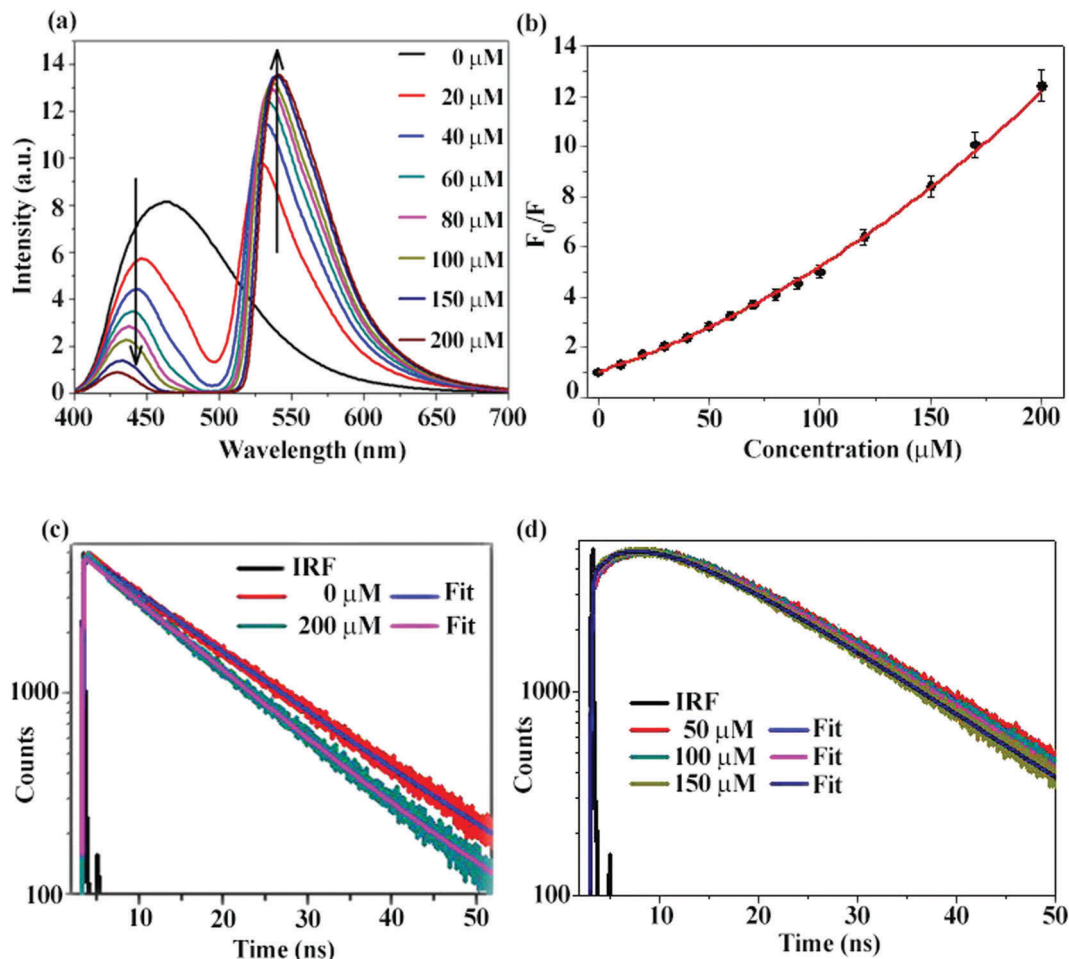 (a)
14
12
10
8
6
4
2
0
Intensity (a.u.)
400 450 500 550 600 650 700
Wavelength (nm)
0 μM
20 μM
40 μM
60 μM
80 μM
100 μM
150 μM
200 μM
(b)
14
12
10
8
6
4
2
0
F0/F
0 50 100 150 200
Concentration (μM)
(c)
IRF
0 μM Fit
200 μM Fit
1000
100
Counts
10 20 30 40 50
Time (ns)
(d)
IRF
50 μM Fit
100 μM Fit
150 μM Fit
1000
100
Counts
10 20 30 40 50
Time (ns)